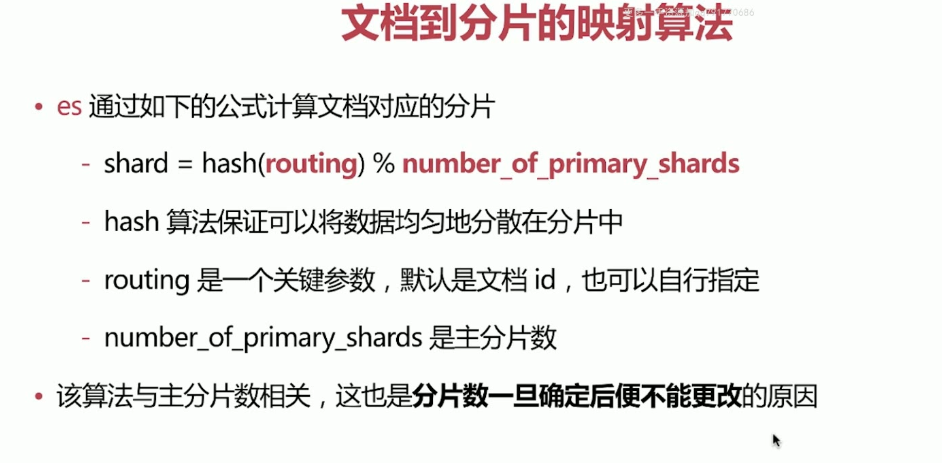 文档到分片的映射算法
• es 通过如下的公式计算文档对应的分片
- shard = hash(routing) % number_of_primary_shards
- hash 算法保证可以将数据均匀地分散在分片中
- routing 是一个关键参数，默认是文档 id，也可以自行指定
- number_of_primary_shards 是主分片数
• 该算法与主分片数相关，这也是分片数一旦确定后便不能更改的原因